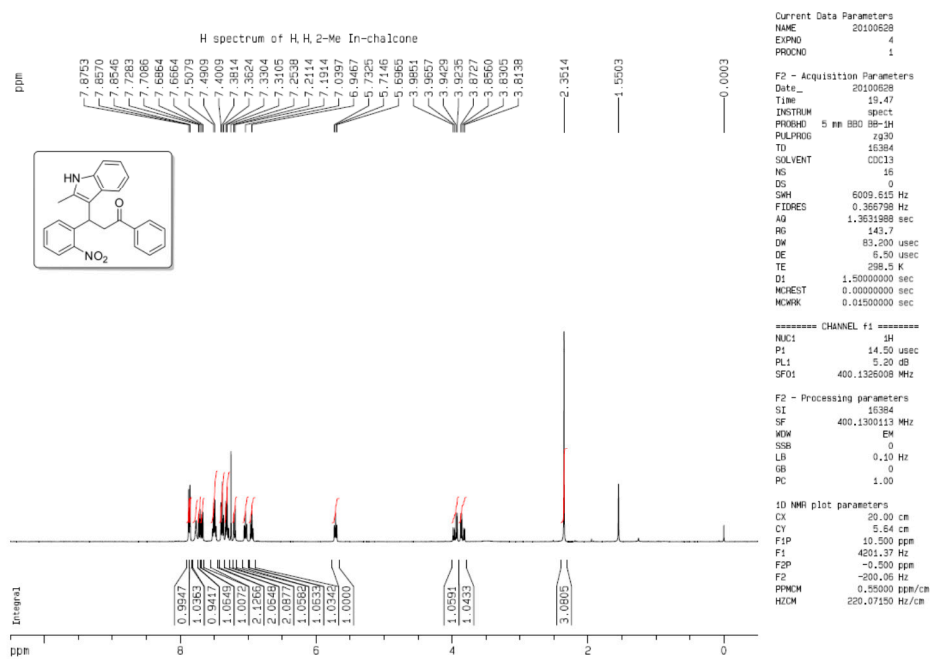 H spectrum of H, H, 2-Me In-chalcone
ppm
7.8753
7.8570
7.8546
7.7283
7.7086
7.6864
7.6664
7.5079
7.4909
7.4009
7.3814
7.3624
7.3304
7.3105
7.2538
7.2114
7.1914
7.0397
6.9467
5.7325
5.7146
5.6965
3.9851
3.9657
3.9429
3.9235
3.8727
3.8560
3.8305
3.8138
2.3514
1.5503
0.0003
HN
O
NO2
Integral
0.9947
1.0363
0.9417
1.0649
1.0072
2.1266
2.0648
2.0877
1.0582
1.0633
1.0342
1.0000
1.0591
1.0433
3.0805
ppm 8 6 4 2 0
Current Data Parameters
NAME 20100628
EXPNO 4
PROCNO 1
F2 - Acquisition Parameters
Date_ 20100628
Time 19.47
INSTRUM spect
PROBHD 5 mm BBO BB-1H
PULPROG zg30
TD 16384
SOLVENT CDCl3
NS 16
DS 0
SWH 6009.615 Hz
FIDRES 0.366798 Hz
AQ 1.3631988 sec
RG 143.7
DW 83.200 usec
DE 6.50 usec
TE 298.5 K
D1 1.50000000 sec
MCREST 0.00000000 sec
MCWRK 0.01500000 sec
======== CHANNEL f1 ========
NUC1 1H
P1 14.50 usec
PL1 5.20 dB
SFO1 400.1326008 MHz
F2 - Processing parameters
SI 16384
SF 400.1300113 MHz
WDW EM
SSB 0
LB 0.10 Hz
GB 0
PC 1.00
1D NMR plot parameters
CX 20.00 cm
CY 5.64 cm
F1P 10.500 ppm
F1 4201.37 Hz
F2P -0.500 ppm
F2 -200.06 Hz
PPMCM 0.55000 ppm/cm
HZCM 220.07150 Hz/cm